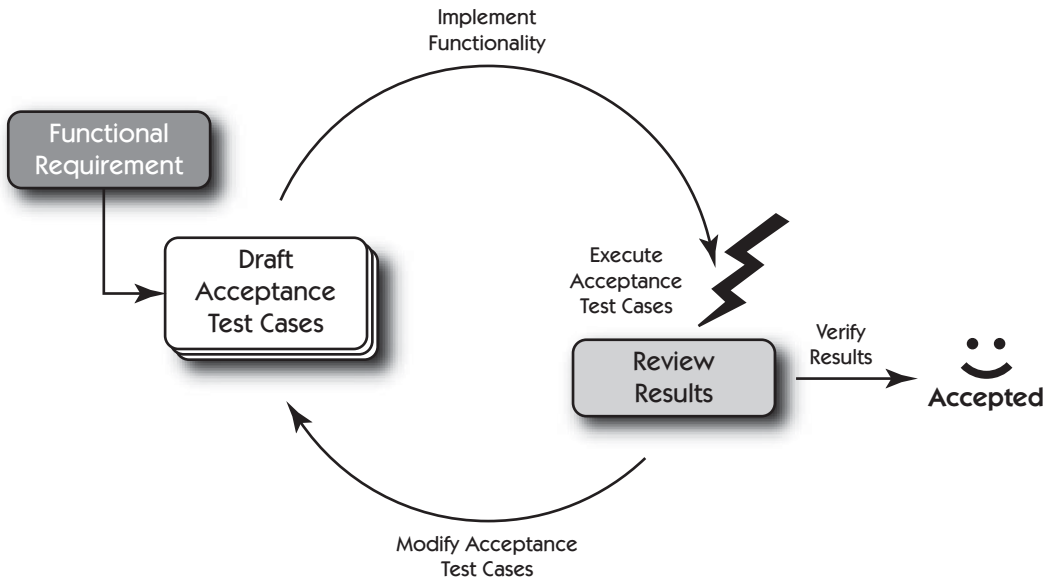 Implement
Functionality
Functional
Requirement
Draft
Acceptance
Test Cases
Execute
Acceptance
Test Cases
Review
Results
Verify
Results
Accepted
Modify Acceptance
Test Cases